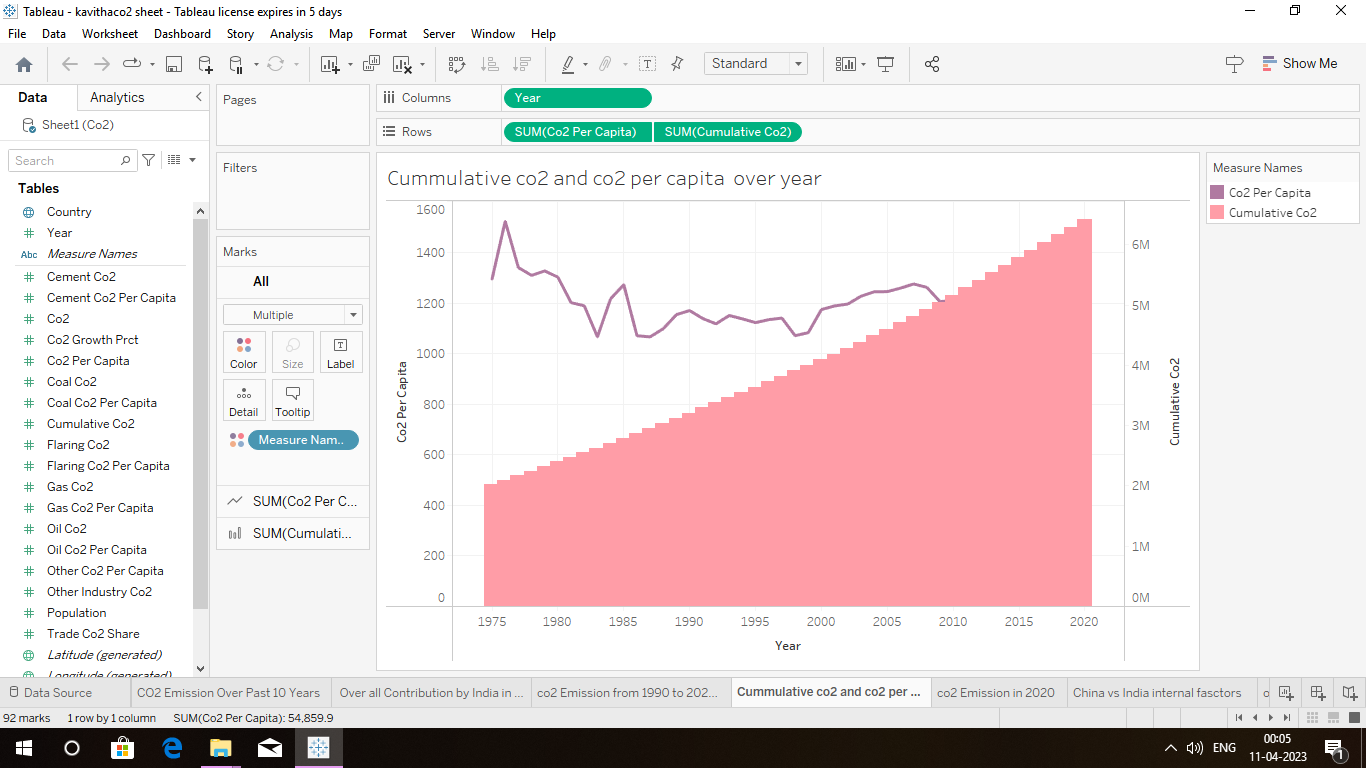 Tableau - kavithaco2 sheet - Tableau license expires in 5 days
File Data Worksheet Dashboard Story Analysis Map Format Server Window Help
Standard
Show Me
Data Analytics
Sheet1 (Co2)
Search
Tables
Country
Year
Abc Measure Names
Cement Co2
Cement Co2 Per Capita
Co2
Co2 Growth Prct
Co2 Per Capita
Coal Co2
Coal Co2 Per Capita
Cumulative Co2
Flaring Co2
Flaring Co2 Per Capita
Gas Co2
Gas Co2 Per Capita
Oil Co2
Oil Co2 Per Capita
Other Co2 Per Capita
Other Industry Co2
Population
Trade Co2 Share
Latitude (generated)
Longitude (generated)
Pages
Filters
Marks
All
Multiple
Color Size Label
Detail Tooltip
Measure Nam..
SUM(Co2 Per C...
SUM(Cumulati...
Columns Year
Rows SUM(Co2 Per Capita) SUM(Cumulative Co2)
Cummulative co2 and co2 per capita over year
Co2 Per Capita
1600
1400
1200
1000
800
600
400
200
0
6M
5M
4M
3M
2M
1M
0M
Cumulative Co2
1975 1980 1985 1990 1995 2000 2005 2010 2015 2020
Year
Measure Names
Co2 Per Capita
Cumulative Co2
Data Source CO2 Emission Over Past 10 Years Over all Contribution by India in ... co2 Emission from 1990 to 202... Cummulative co2 and co2 per ... co2 Emission in 2020 China vs India internal fasctors o
92 marks 1 row by 1 column SUM(Co2 Per Capita): 54,859.9
ENG
00:05
11-04-2023
1